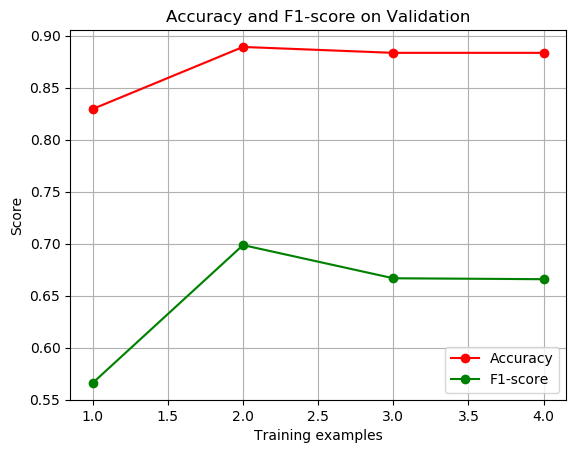 Accuracy and F1-score on Validation
0.90
0.85
0.80
0.75
0.70
0.65
0.60
0.55
Score
1.0 1.5 2.0 2.5 3.0 3.5 4.0
Training examples
Accuracy
F1-score